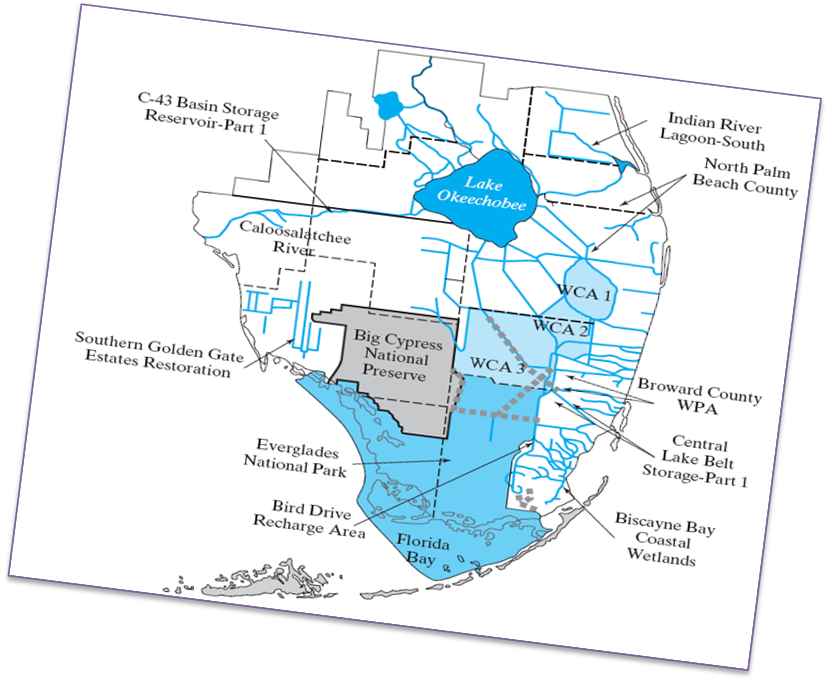 C-43 Basin Storage
Reservoir-Part 1
Indian River
Lagoon-South
North Palm
Beach County
Lake
Okeechobee
Caloosalatchee
River
WCA 1
WCA 2
WCA 3
Big Cypress
National
Preserve
Southern Golden Gate
Estates Restoration
Broward County
WPA
Central
Lake Belt
Storage-Part 1
Everglades
National Park
Bird Drive
Recharge Area
Florida
Bay
Biscayne Bay
Coastal
Wetlands